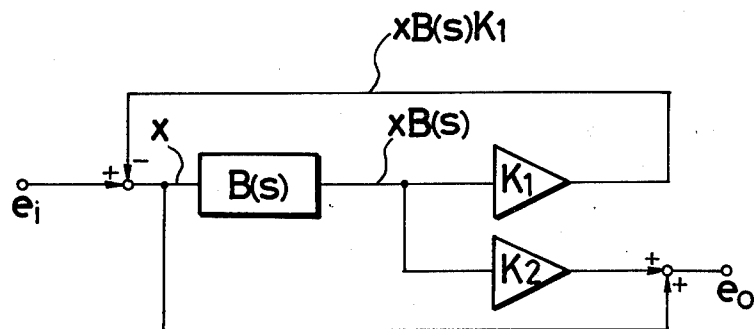 xB(s)K₁
x
xB(s)
+
-
B(s)
K₁
eᵢ
K₂
+
+
eₒ